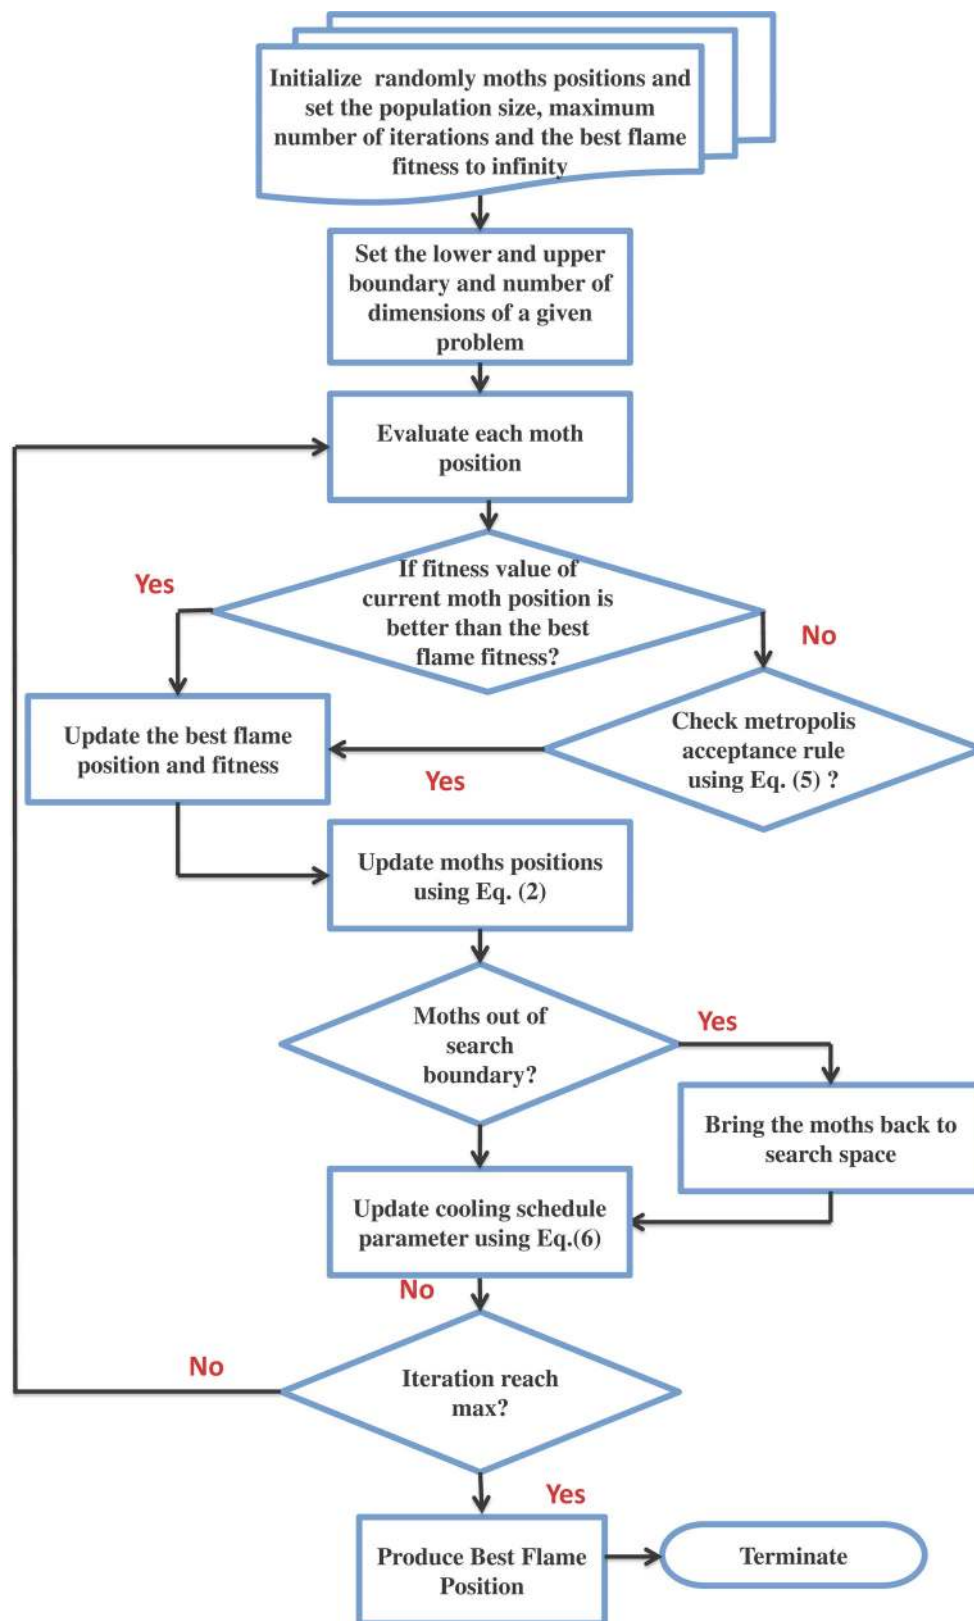 Initialize randomly moths positions and
set the population size, maximum
number of iterations and the best flame
fitness to infinity
Set the lower and upper
boundary and number of
dimensions of a given
problem
Evaluate each moth
position
If fitness value of
current moth position is
better than the best
flame fitness?
Yes
No
Update the best flame
position and fitness
Check metropolis
acceptance rule
using Eq. (5) ?
Yes
Update moths positions
using Eq. (2)
Moths out of
search
boundary?
Yes
Bring the moths back to
search space
Update cooling schedule
parameter using Eq.(6)
No
No
Iteration reach
max?
Yes
Produce Best Flame
Position
Terminate